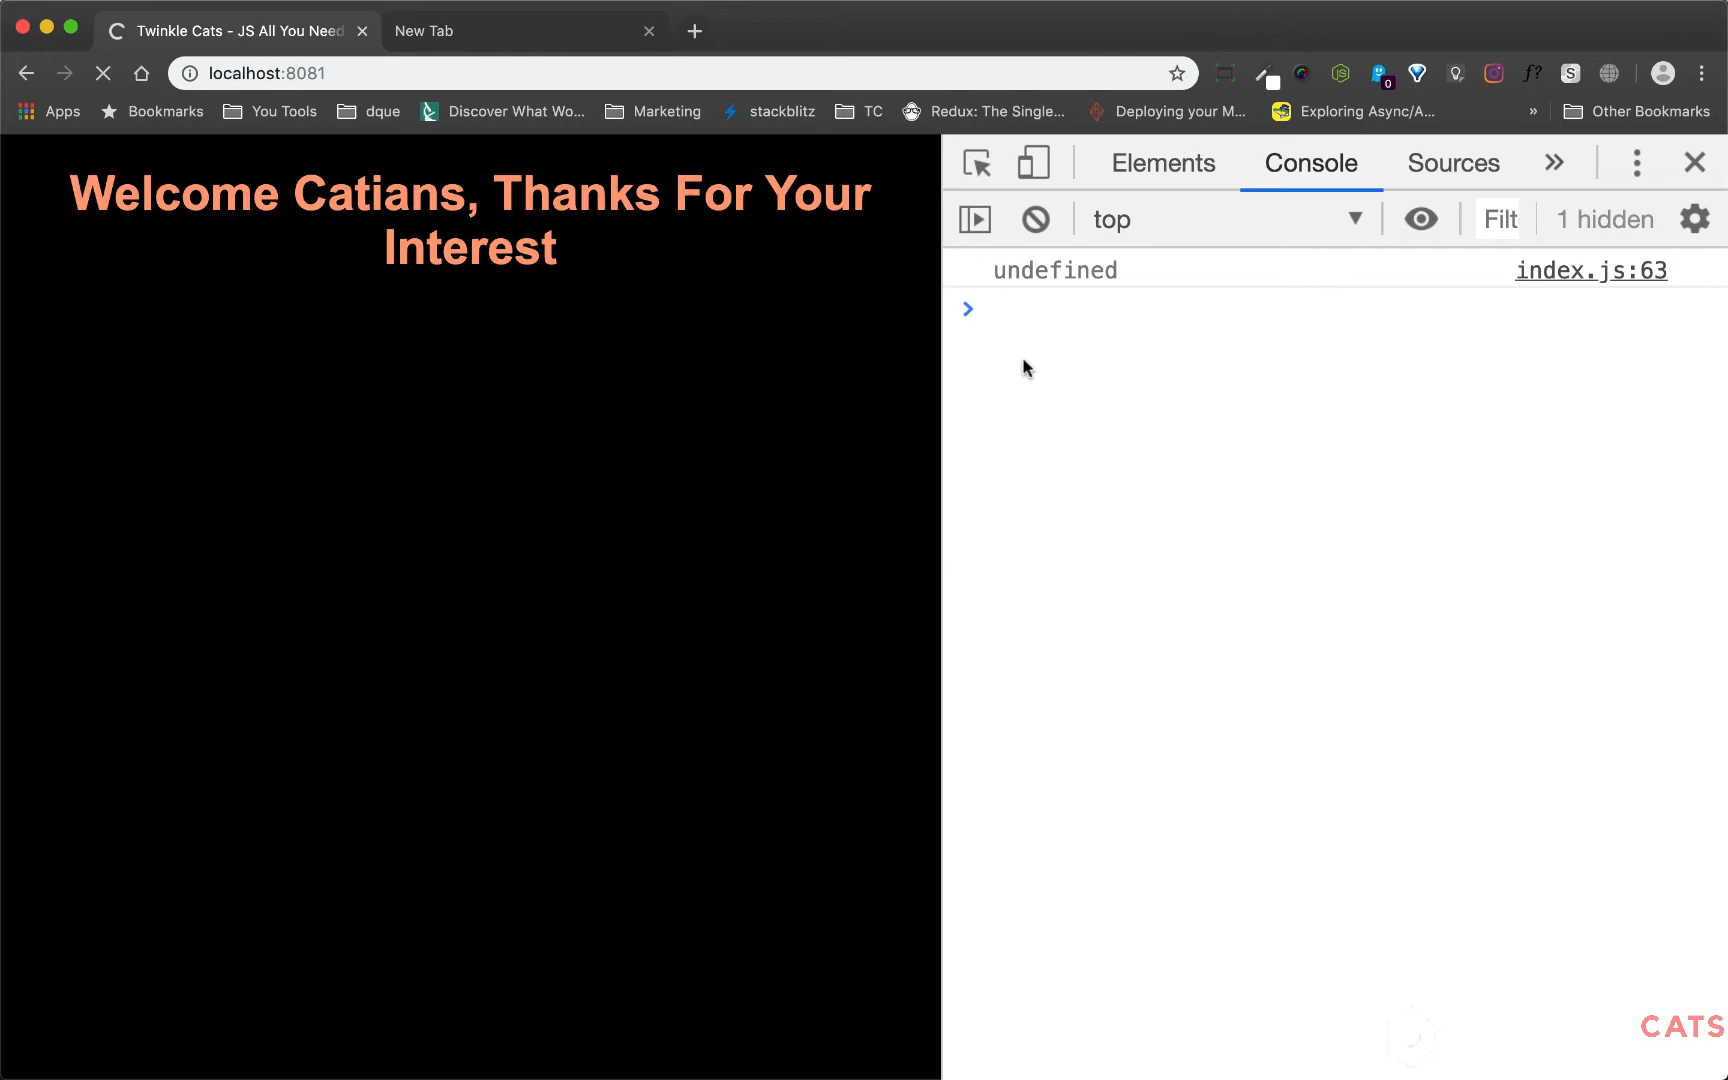 Twinkle Cats - JS All You Need
New Tab
localhost:8081
0
f?
S
Apps
Bookmarks
You Tools
dque
Discover What Wo...
Marketing
stackblitz
TC
Redux: The Single...
Deploying your M...
Exploring Async/A...
»
Other Bookmarks
Welcome Catians, Thanks For Your
Interest
Elements
Console
Sources
»
top
Filt
1 hidden
undefined
index.js:63
CATS